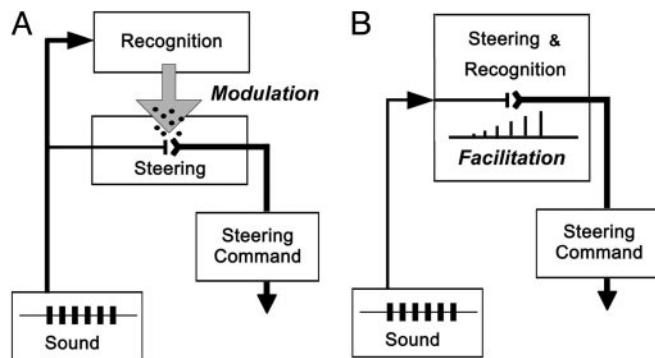 A
Recognition
Modulation
Steering
Steering
Command
Sound
B
Steering &
Recognition
Facilitation
Steering
Command
Sound